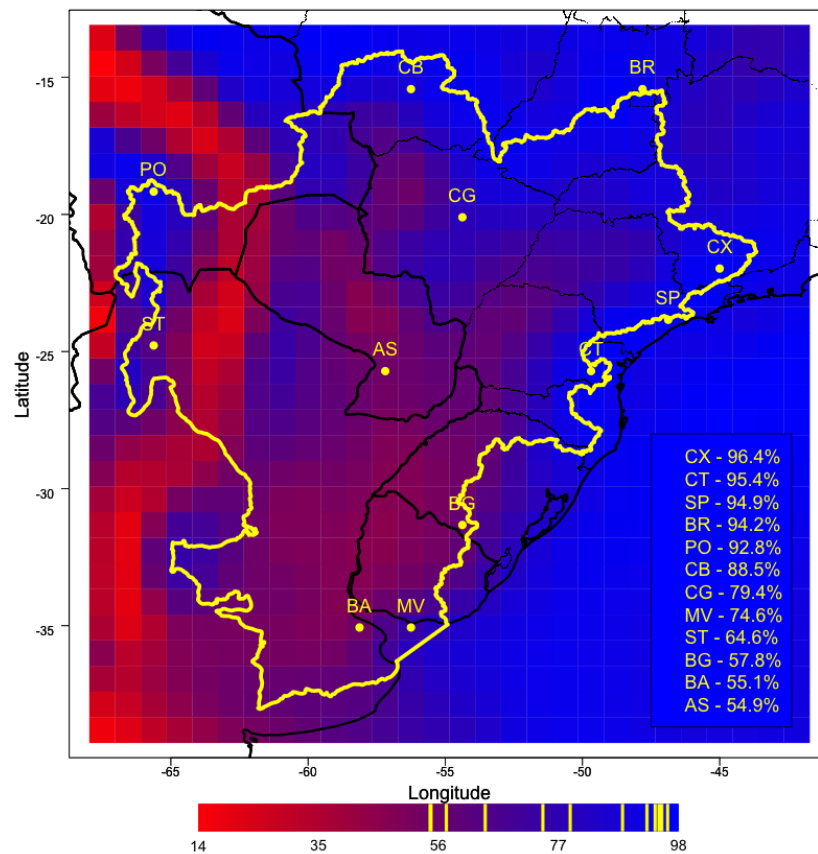 -15
-20
-25
-30
-35
Latitude
CB
BR
PO
CG
CX
SP
ST
AS
CT
BG
BA
MV
CX - 96.4%
CT - 95.4%
SP - 94.9%
BR - 94.2%
PO - 92.8%
CB - 88.5%
CG - 79.4%
MV - 74.6%
ST - 64.6%
BG - 57.8%
BA - 55.1%
AS - 54.9%
-65 -60 -55 -50 -45
Longitude
14 35 56 77 98